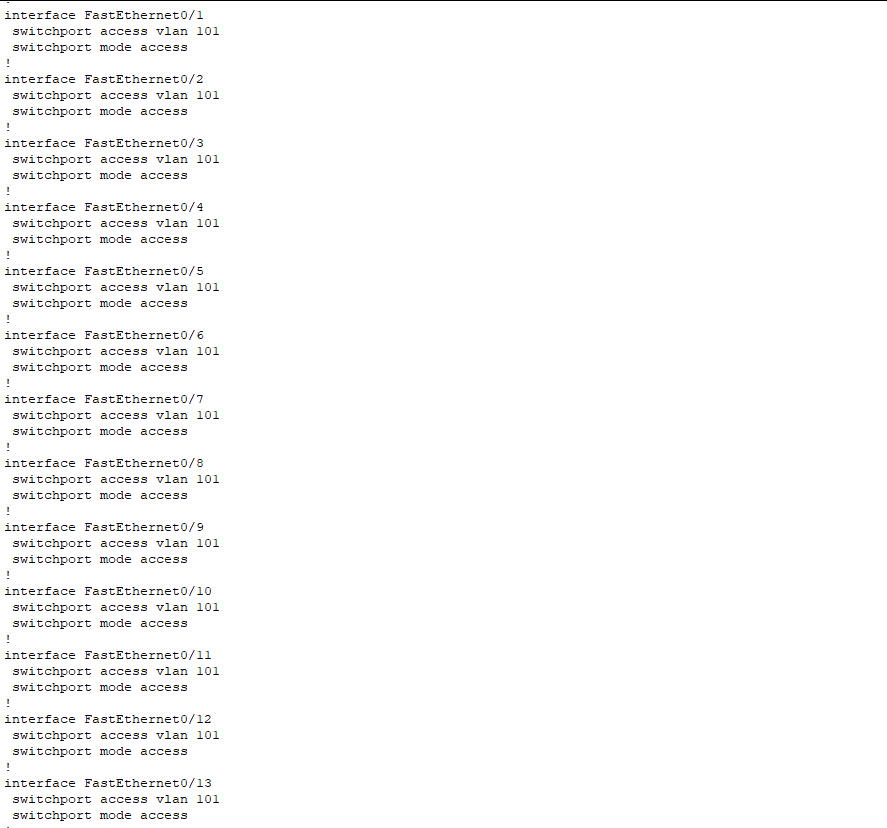 interface FastEthernet0/1
 switchport access vlan 101
 switchport mode access
!
interface FastEthernet0/2
 switchport access vlan 101
 switchport mode access
!
interface FastEthernet0/3
 switchport access vlan 101
 switchport mode access
!
interface FastEthernet0/4
 switchport access vlan 101
 switchport mode access
!
interface FastEthernet0/5
 switchport access vlan 101
 switchport mode access
!
interface FastEthernet0/6
 switchport access vlan 101
 switchport mode access
!
interface FastEthernet0/7
 switchport access vlan 101
 switchport mode access
!
interface FastEthernet0/8
 switchport access vlan 101
 switchport mode access
!
interface FastEthernet0/9
 switchport access vlan 101
 switchport mode access
!
interface FastEthernet0/10
 switchport access vlan 101
 switchport mode access
!
interface FastEthernet0/11
 switchport access vlan 101
 switchport mode access
!
interface FastEthernet0/12
 switchport access vlan 101
 switchport mode access
!
interface FastEthernet0/13
 switchport access vlan 101
 switchport mode access